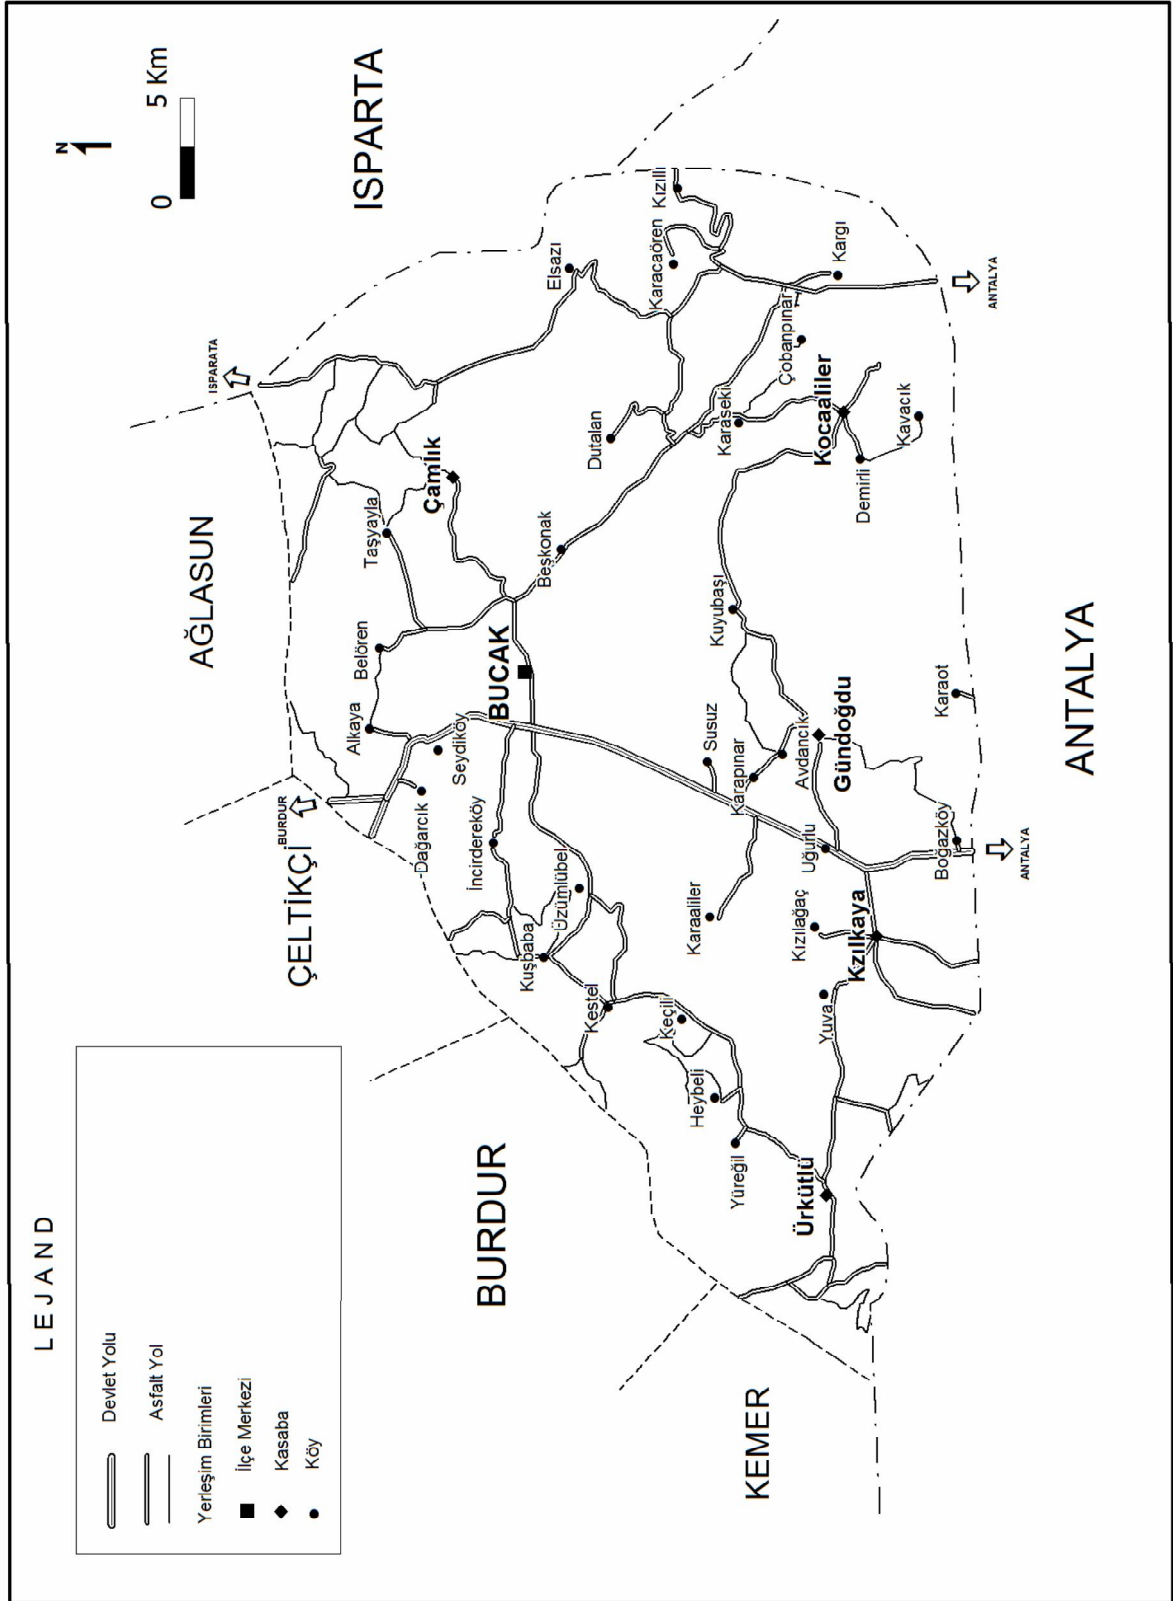 LEJAND
Devlet Yolu
Asfalt Yol
Yerleşim Birimleri
İlçe Merkezi
Kasaba
Köy
N
0
5 Km
ISPARTA
ISPARATA
AĞLASUN
ÇELTİKÇİ
BURDUR
BURDUR
KEMER
ANTALYA
ANTALYA
ANTALYA
Elsazı
Kızıllı
Karacaören
Kargı
Çobanpınar
Karaseki
Kocaaliler
Kavacık
Demirli
Dutalan
Çamlık
Taşyayla
Beşkonak
Belören
BUCAK
Alkaya
Seydiköy
Dağarcık
İncirdereköy
Üzümlübel
Kuşbaba
Kestel
Keçili
Heybeli
Yüreğil
Ürkütlü
Kuyubaşı
Susuz
Karapınar
Avdancık
Gündoğdu
Karaot
Uğurlu
Boğazköy
Karaaliler
Kızılağaç
Kzılkaya
Yuva